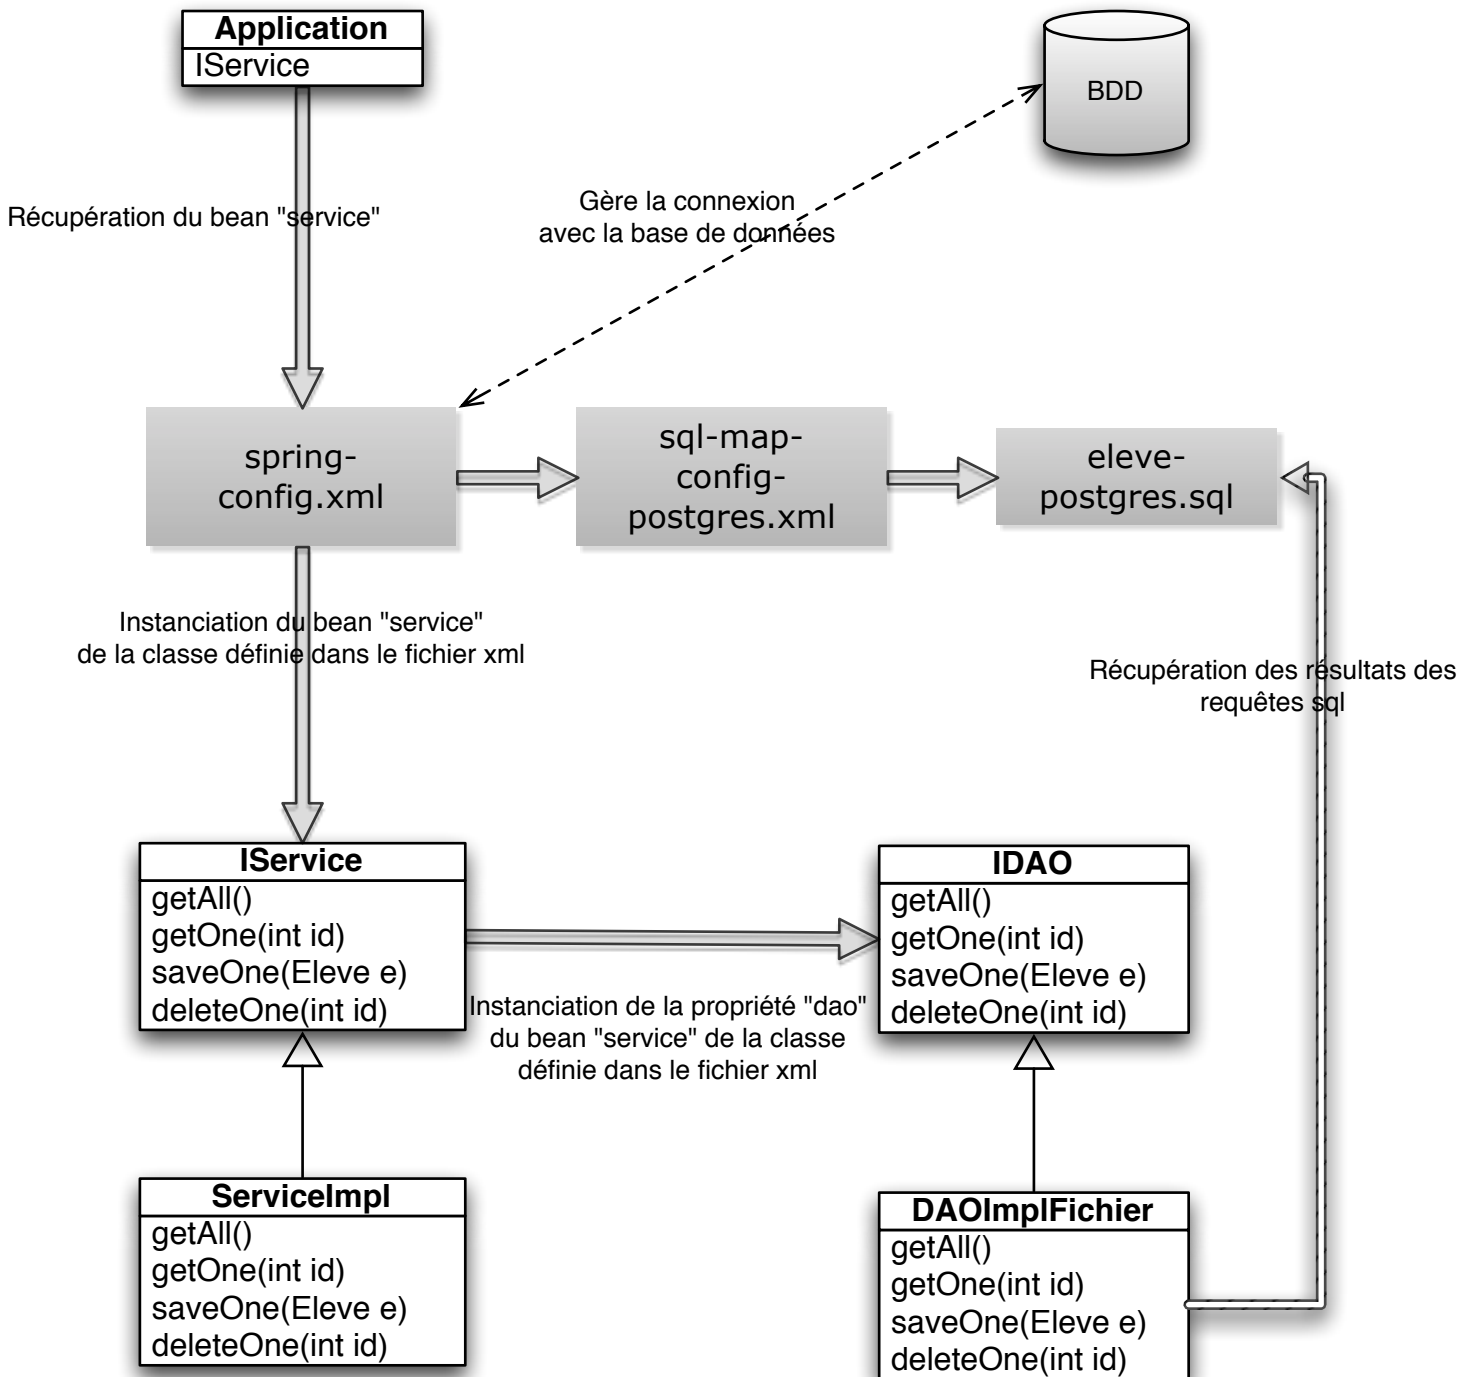 Application
IService
BDD
Récupération du bean "service"
Gère la connexion
avec la base de données
spring-
config.xml
sql-map-
config-
postgres.xml
eleve-
postgres.sql
Instanciation du bean "service"
de la classe définie dans le fichier xml
Récupération des résultats des
requêtes sql
IService
getAll()
getOne(int id)
saveOne(Eleve e)
deleteOne(int id)
IDAO
getAll()
getOne(int id)
saveOne(Eleve e)
deleteOne(int id)
Instanciation de la propriété "dao"
du bean "service" de la classe
définie dans le fichier xml
ServiceImpl
getAll()
getOne(int id)
saveOne(Eleve e)
deleteOne(int id)
DAOImplFichier
getAll()
getOne(int id)
saveOne(Eleve e)
deleteOne(int id)